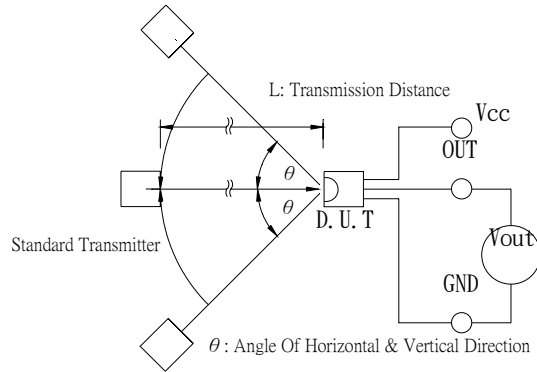 L: Transmission Distance
Vcc
OUT
θ
θ
D.U.T
Standard Transmitter
Vout
GND
θ: Angle Of Horizontal & Vertical Direction